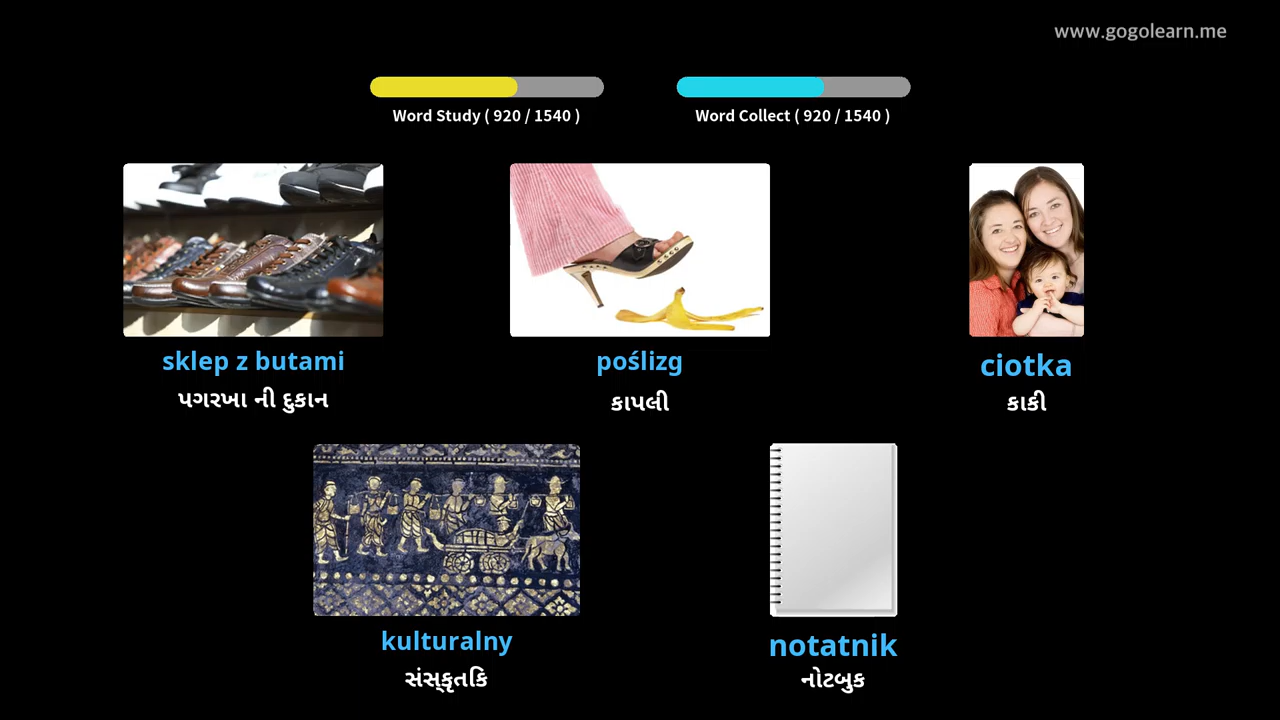 www.gogolearn.me
Word Study ( 920 / 1540 )
Word Collect ( 920 / 1540 )
sklep z butami
પગરખા ની દુકાન
poślizg
કાપલી
ciotka
કાકી
kulturalny
સંસ્કૃતકિ
notatnik
નોટબુક